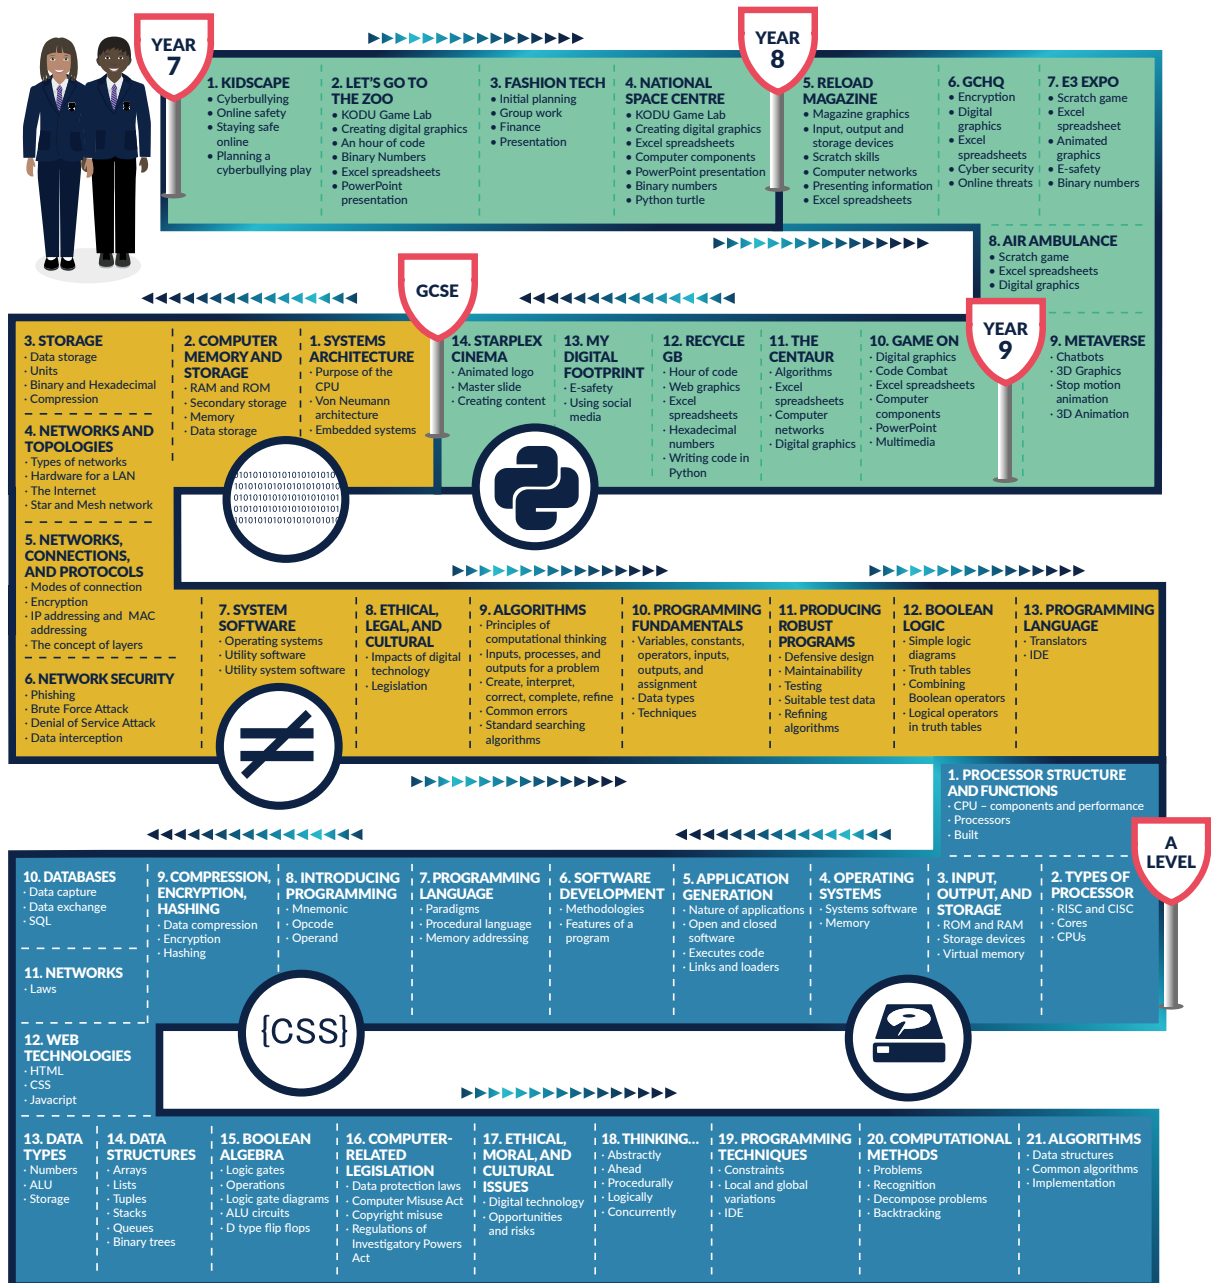 YEAR
7
1. KIDSCAPE
• Cyberbullying
• Online safety
• Staying safe
online
• Planning a
cyberbullying play
2. LET'S GO TO
THE ZOO
• KODU Game Lab
• Creating digital graphics
• An hour of code
• Binary Numbers
• Excel spreadsheets
• PowerPoint
presentation
3. FASHION TECH
• Initial planning
• Group work
• Finance
• Presentation
4. NATIONAL
SPACE CENTRE
• KODU Game Lab
• Creating digital graphics
• Excel spreadsheets
• Computer components
• PowerPoint presentation
• Binary numbers
• Python turtle
YEAR
8
5. RELOAD
MAGAZINE
• Magazine graphics
• Input, output and
storage devices
• Scratch skills
• Computer networks
• Presenting information
• Excel spreadsheets
6. GCHQ
• Encryption
• Digital
graphics
• Excel
spreadsheets
• Cyber security
• Online threats
7. E3 EXPO
• Scratch game
• Excel
spreadsheet
• Animated
graphics
• E-safety
• Binary numbers
8. AIR AMBULANCE
• Scratch game
• Excel spreadsheets
• Digital graphics
YEAR
9
9. METAVERSE
· Chatbots
· 3D Graphics
· Stop motion
animation
· 3D Animation
10. GAME ON
· Digital graphics
· Code Combat
· Excel spreadsheets
· Computer
components
· PowerPoint
· Multimedia
11. THE
CENTAUR
· Algorithms
· Excel
spreadsheets
· Computer
networks
· Digital graphics
12. RECYCLE
GB
· Hour of code
· Web graphics
· Excel
spreadsheets
· Hexadecimal
numbers
· Writing code in
Python
13. MY
DIGITAL
FOOTPRINT
· E-safety
· Using social
media
14. STARPLEX
CINEMA
· Animated logo
· Master slide
· Creating content
GCSE
1. SYSTEMS
ARCHITECTURE
· Purpose of the
CPU
· Von Neumann
architecture
· Embedded systems
2. COMPUTER
MEMORY AND
STORAGE
· RAM and ROM
· Secondary storage
· Memory
· Data storage
3. STORAGE
· Data storage
· Units
· Binary and Hexadecimal
· Compression
4. NETWORKS AND
TOPOLOGIES
· Types of networks
· Hardware for a LAN
· The Internet
· Star and Mesh network
5. NETWORKS,
CONNECTIONS,
AND PROTOCOLS
· Modes of connection
· Encryption
· IP addressing and MAC
addressing
· The concept of layers
6. NETWORK SECURITY
· Phishing
· Brute Force Attack
· Denial of Service Attack
· Data interception
7. SYSTEM
SOFTWARE
· Operating systems
· Utility software
· Utility system software
8. ETHICAL,
LEGAL, AND
CULTURAL
· Impacts of digital
technology
· Legislation
9. ALGORITHMS
· Principles of
computational thinking
· Inputs, processes, and
outputs for a problem
· Create, interpret,
correct, complete, refine
· Common errors
· Standard searching
algorithms
10. PROGRAMMING
FUNDAMENTALS
· Variables, constants,
operators, inputs,
outputs, and
assignment
· Data types
· Techniques
11. PRODUCING
ROBUST
PROGRAMS
· Defensive design
· Maintainability
· Testing
· Suitable test data
· Refining
algorithms
12. BOOLEAN
LOGIC
· Simple logic
diagrams
· Truth tables
· Combining
Boolean operators
· Logical operators
in truth tables
13. PROGRAMMING
LANGUAGE
· Translators
· IDE
A
LEVEL
1. PROCESSOR STRUCTURE
AND FUNCTIONS
· CPU – components and performance
· Processors
· Built
2. TYPES OF
PROCESSOR
· RISC and CISC
· Cores
· CPUs
3. INPUT,
OUTPUT, AND
STORAGE
· ROM and RAM
· Storage devices
· Virtual memory
4. OPERATING
SYSTEMS
· Systems software
· Memory
5. APPLICATION
GENERATION
· Nature of applications
· Open and closed
software
· Executes code
· Links and loaders
6. SOFTWARE
DEVELOPMENT
· Methodologies
· Features of a
program
7. PROGRAMMING
LANGUAGE
· Paradigms
· Procedural language
· Memory addressing
8. INTRODUCING
PROGRAMMING
· Mnemonic
· Opcode
· Operand
9. COMPRESSION,
ENCRYPTION,
HASHING
· Data compression
· Encryption
· Hashing
10. DATABASES
· Data capture
· Data exchange
· SQL
11. NETWORKS
· Laws
{CSS}
12. WEB
TECHNOLOGIES
· HTML
· CSS
· Javacript
13. DATA
TYPES
· Numbers
· ALU
· Storage
14. DATA
STRUCTURES
· Arrays
· Lists
· Tuples
· Stacks
· Queues
· Binary trees
15. BOOLEAN
ALGEBRA
· Logic gates
· Operations
· Logic gate diagrams
· ALU circuits
· D type flip flops
16. COMPUTER-
RELATED
LEGISLATION
· Data protection laws
· Computer Misuse Act
· Copyright misuse
· Regulations of
Investigatory Powers
Act
17. ETHICAL,
MORAL, AND
CULTURAL
ISSUES
· Digital technology
· Opportunities
and risks
18. THINKING...
· Abstractly
· Ahead
· Procedurally
· Logically
· Concurrently
19. PROGRAMMING
TECHNIQUES
· Constraints
· Local and global
variations
· IDE
20. COMPUTATIONAL
METHODS
· Problems
· Recognition
· Decompose problems
· Backtracking
21. ALGORITHMS
· Data structures
· Common algorithms
· Implementation